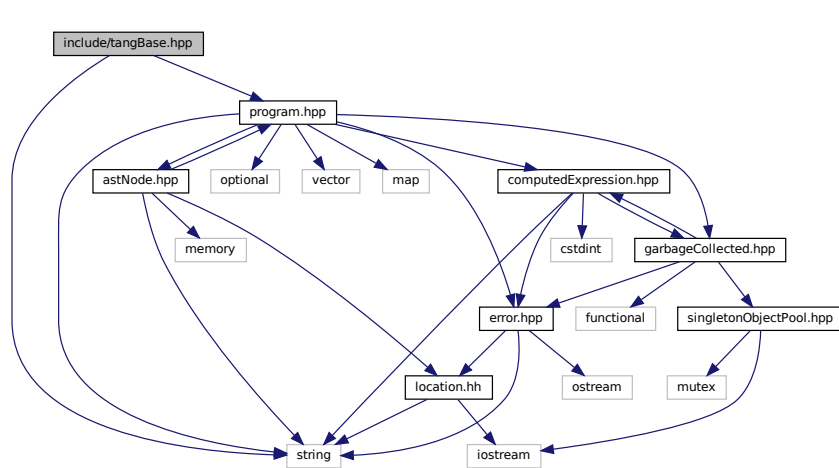 include/tangBase.hpp
program.hpp
astNode.hpp
optional
vector
map
computedExpression.hpp
memory
cstdint
garbageCollected.hpp
error.hpp
functional
singletonObjectPool.hpp
location.hh
ostream
mutex
string
iostream